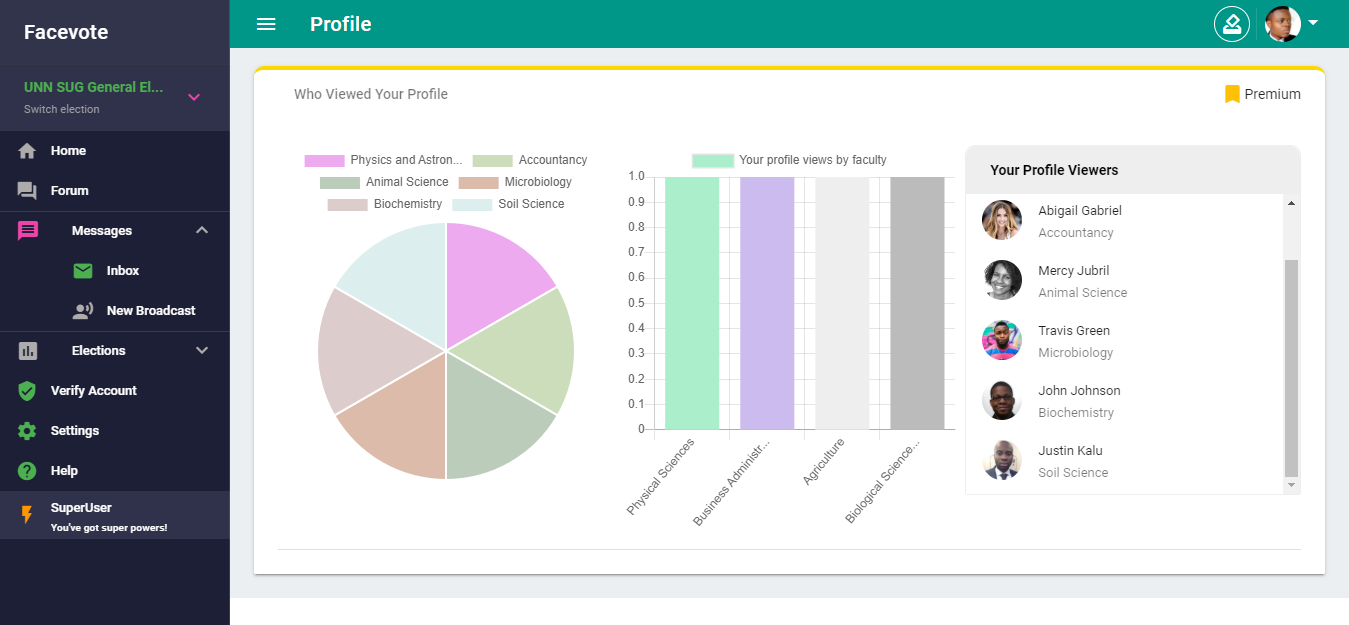 Facevote
Profile
UNN SUG General El...
Switch election
Home
Forum
Messages
Inbox
New Broadcast
Elections
Verify Account
Settings
Help
SuperUser
You've got super powers!
Who Viewed Your Profile
Premium
Physics and Astron... Accountancy
Animal Science Microbiology
Biochemistry Soil Science
Your profile views by faculty
1.0
0.9
0.8
0.7
0.6
0.5
0.4
0.3
0.2
0.1
0
Physical Sciences
Business Administr...
Agriculture
Biological Science...
Your Profile Viewers
Abigail Gabriel
Accountancy
Mercy Jubril
Animal Science
Travis Green
Microbiology
John Johnson
Biochemistry
Justin Kalu
Soil Science